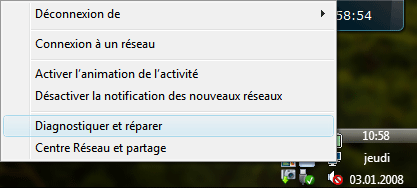 Déconnexion de
58:54
Connexion à un réseau
Activer l'animation de l'activité
Désactiver la notification des nouveaux réseaux
Diagnostiquer et réparer
10:58
Centre Réseau et partage
jeudi
03.01.2008